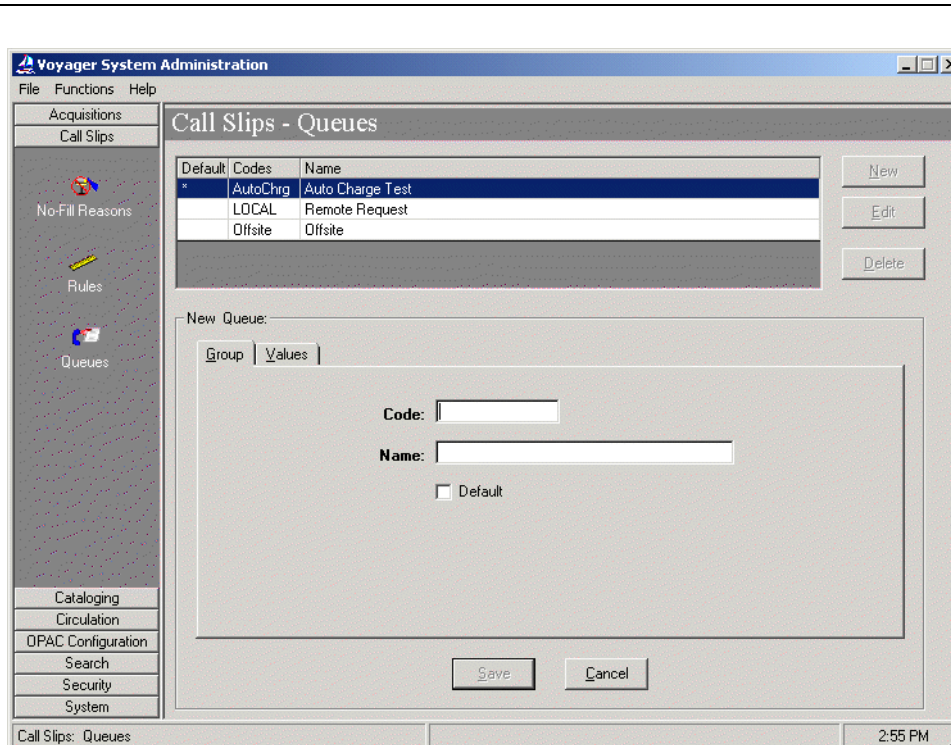 Voyager System Administration
File Functions Help
Acquisitions
Call Slips
No-Fill Reasons
Rules
Queues
Cataloging
Circulation
OPAC Configuration
Search
Security
System
Call Slips - Queues
Default Codes Name
* AutoChrg Auto Charge Test
LOCAL Remote Request
Offsite Offsite
New
Edit
Delete
New Queue:
Group Values
Code:
Name:
Default
Save Cancel
Call Slips: Queues 2:55 PM